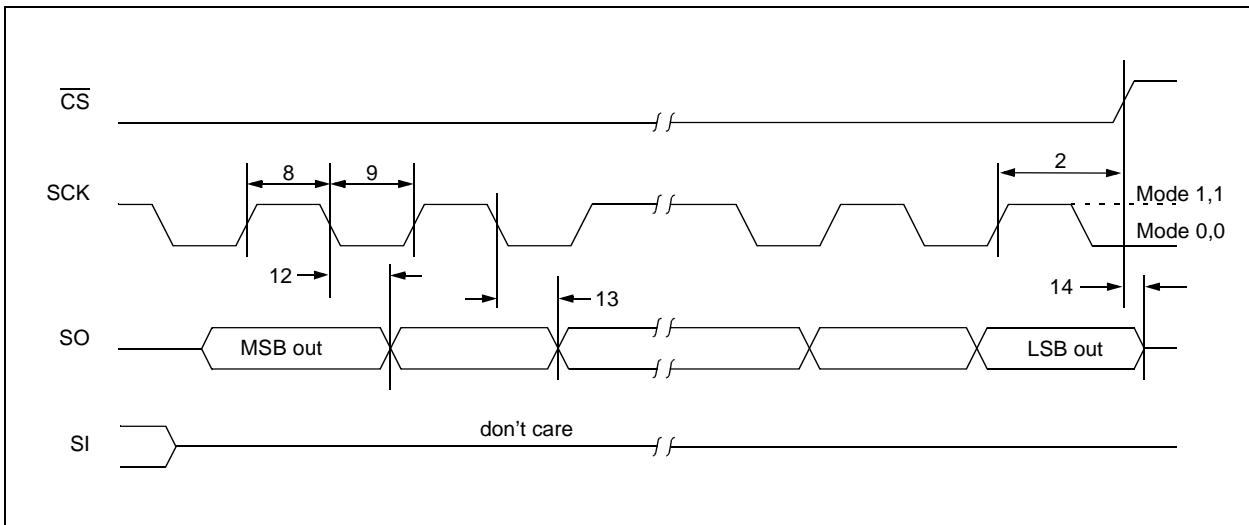 CS
2
8
9
SCK
Mode 1,1
Mode 0,0
12
13
14
SO
MSB out
LSB out
don't care
SI